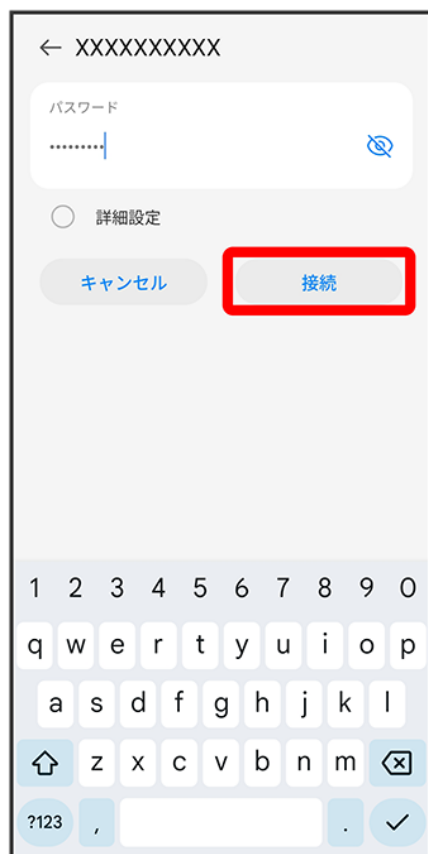 ← XXXXXXXXXX
パスワード
·········
詳細設定
キャンセル 接続
1 2 3 4 5 6 7 8 9 0
q w e r t y u i o p
a s d f g h j k l
z x c v b n m
?123 , .